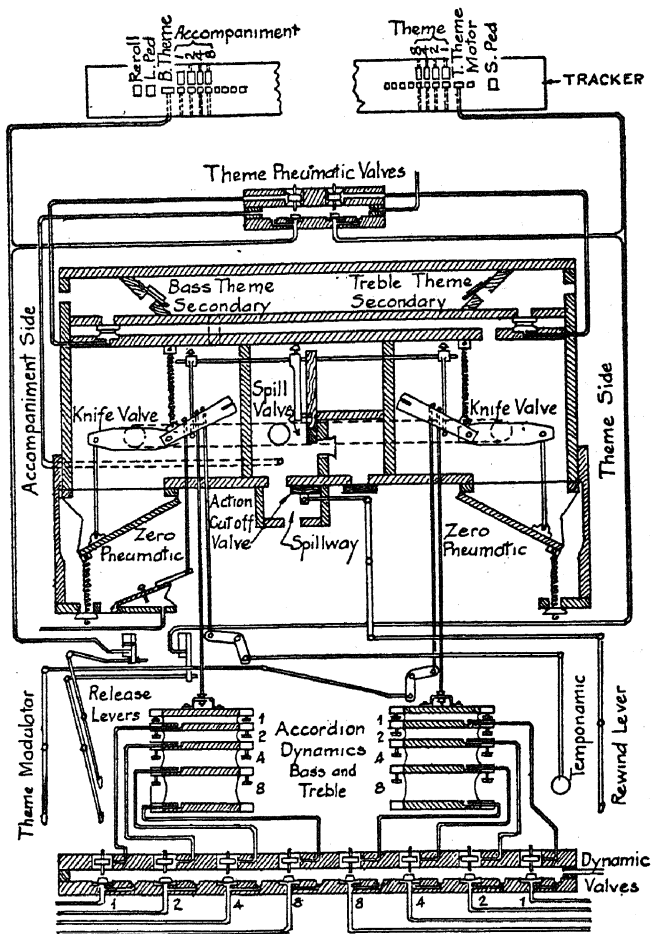 Reroll
L. Ped
B. Theme
Accompaniment
1 2 4 8
Theme
8 4 2 1
T. Theme
Motor
S. Ped
TRACKER
Theme Pneumatic Valves
Bass Theme
Secondary
Treble Theme
Secondary
Accompaniment Side
Theme Side
Knife Valve
Spill
Valve
Knife Valve
Zero
Pneumatic
Action
Cut off
Valve
Spillway
Zero
Pneumatic
Theme Modulator
Release
Levers
1
2
4
8
Accordion
Dynamics
Bass and
Treble
1
2
4
8
Temponamic
Rewind Lever
Dynamic
Valves
1 2 4 8 8 4 2 1